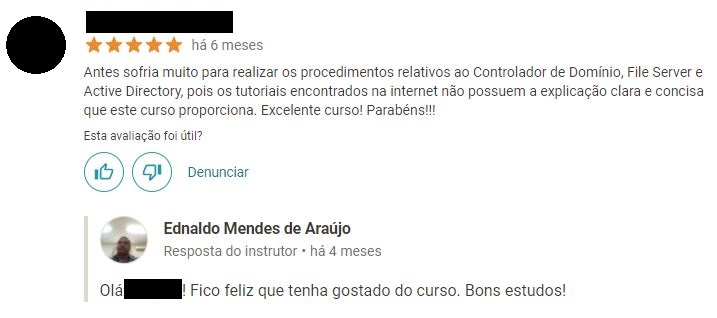 há 6 meses
Antes sofria muito para realizar os procedimentos relativos ao Controlador de Domínio, File Server e
Active Directory, pois os tutoriais encontrados na internet não possuem a explicação clara e concisa
que este curso proporciona. Excelente curso! Parabéns!!!
Esta avaliação foi útil?
Denunciar
Ednaldo Mendes de Araújo
Resposta do instrutor • há 4 meses
Olá ! Fico feliz que tenha gostado do curso. Bons estudos!